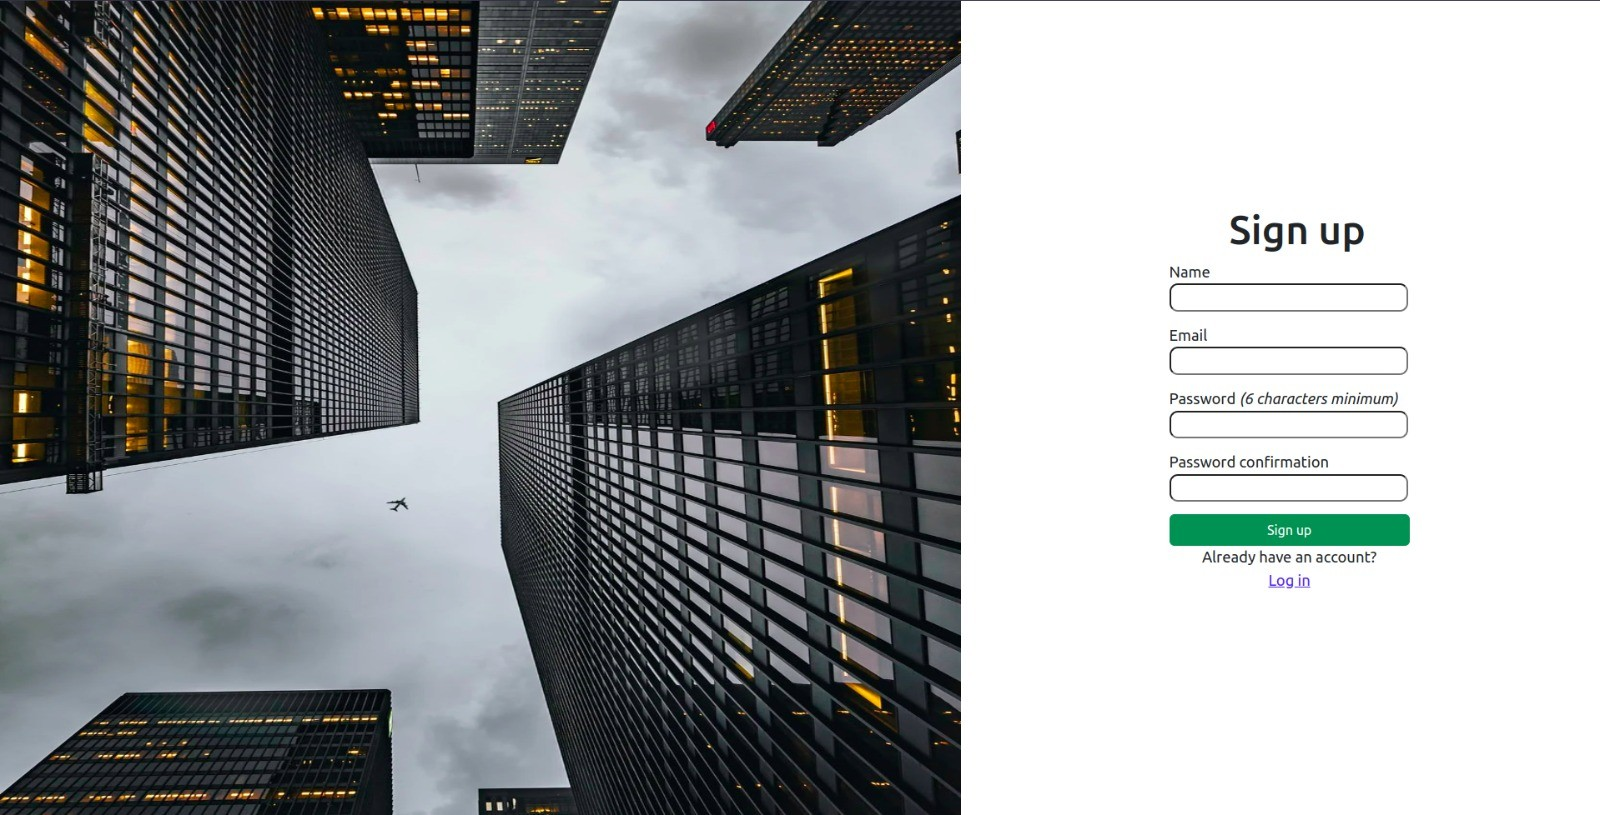 Sign up
Name
Email
Password (6 characters minimum)
Password confirmation
Sign up
Already have an account?
Log in